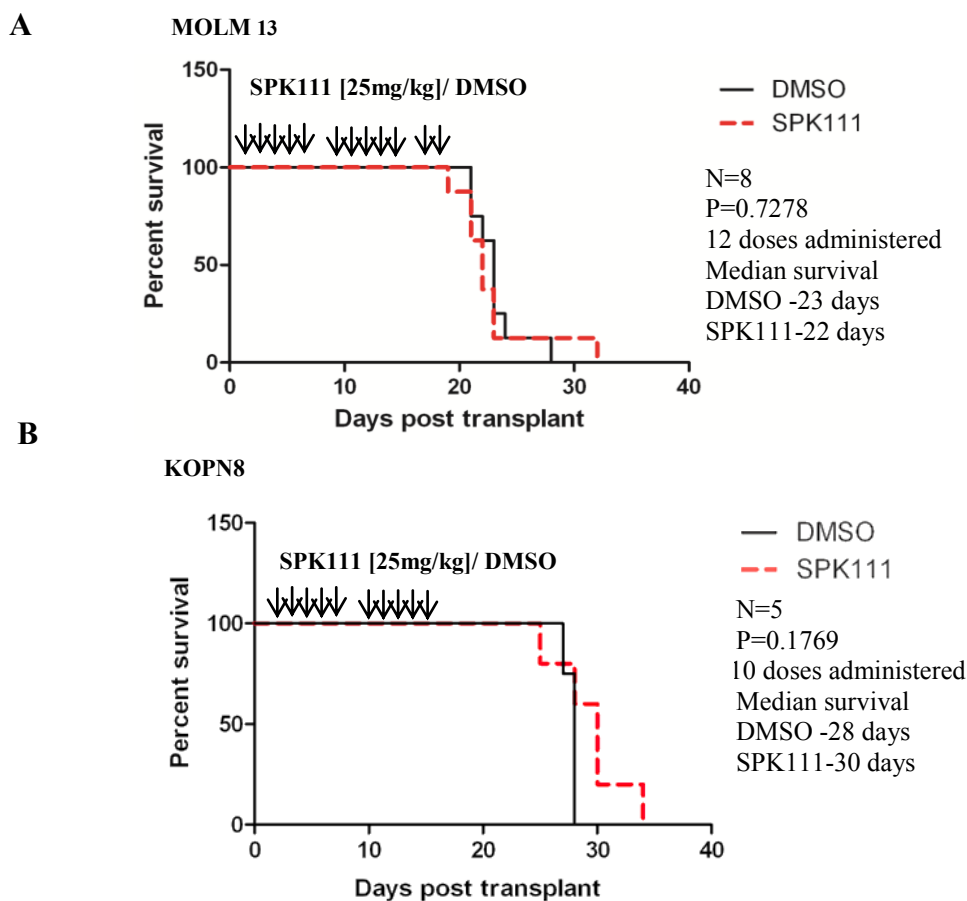 A
MOLM 13
150
100
50
0
Percent survival
SPK111 [25mg/kg]/ DMSO
0 10 20 30 40
Days post transplant
DMSO
SPK111
N=8
P=0.7278
12 doses administered
Median survival
DMSO -23 days
SPK111-22 days
B
KOPN8
150
100
50
0
Percent survival
SPK111 [25mg/kg]/ DMSO
0 10 20 30 40
Days post transplant
DMSO
SPK111
N=5
P=0.1769
10 doses administered
Median survival
DMSO -28 days
SPK111-30 days